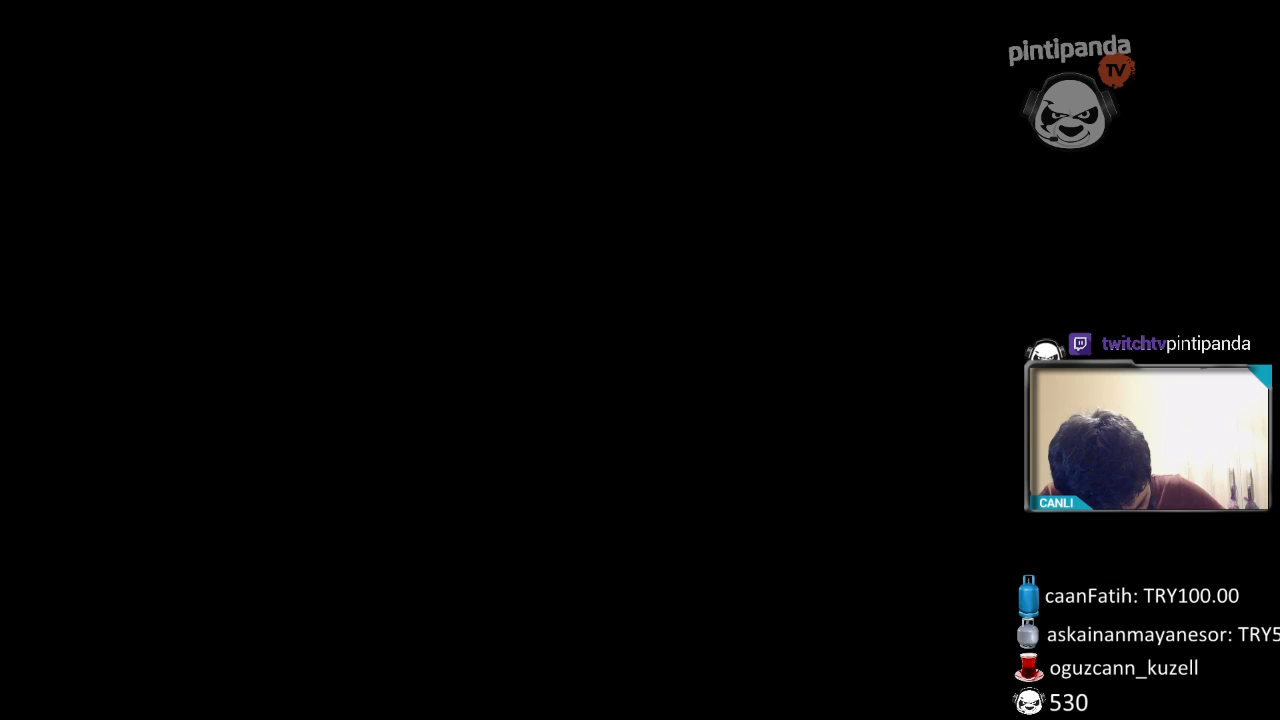 pintipanda
TV
twitchtvpintipanda
CANLI
caanFatih: TRY100.00
askainanmayanesor: TRY5
oguzcann_kuzell
530